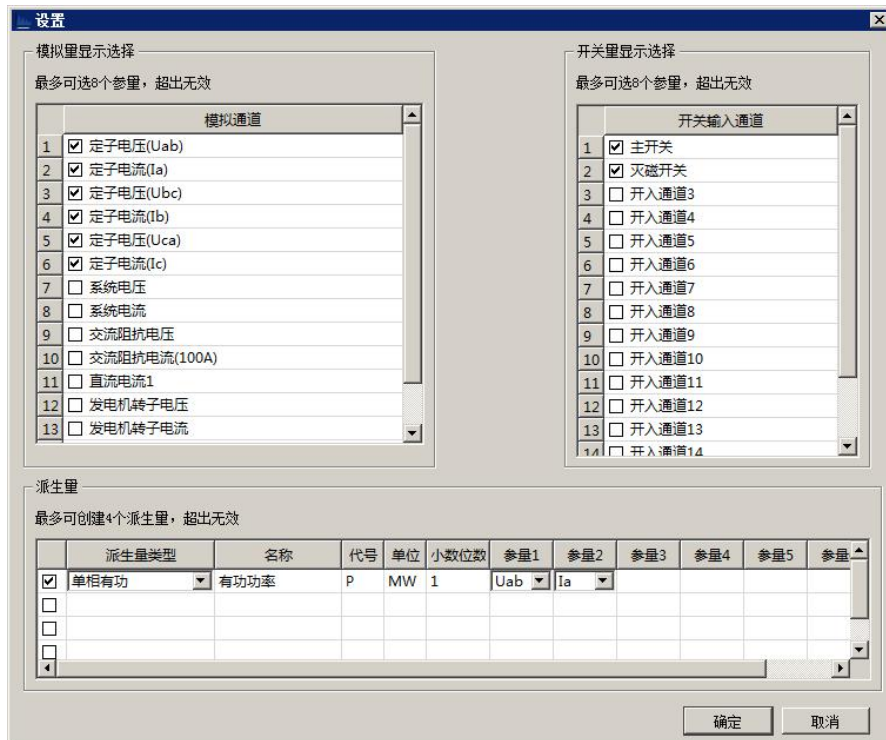 设置
模拟量显示选择
最多可选8个参量，超出无效
模拟通道
1 定子电压(Uab)
2 定子电流(Ia)
3 定子电压(Ubc)
4 定子电流(Ib)
5 定子电压(Uca)
6 定子电流(Ic)
7 系统电压
8 系统电流
9 交流阻抗电压
10 交流阻抗电流(100A)
11 直流电流1
12 发电机转子电压
13 发电机转子电流
开关量显示选择
最多可选8个参量，超出无效
开关输入通道
1 主开关
2 灭磁开关
3 开入通道3
4 开入通道4
5 开入通道5
6 开入通道6
7 开入通道7
8 开入通道8
9 开入通道9
10 开入通道10
11 开入通道11
12 开入通道12
13 开入通道13
14 开入通道14
派生量
最多可创建4个派生量，超出无效
派生量类型 名称 代号 单位 小数位数 参量1 参量2 参量3 参量4 参量5 参量
单相有功 有功功率 P MW 1 Uab Ia
确定 取消